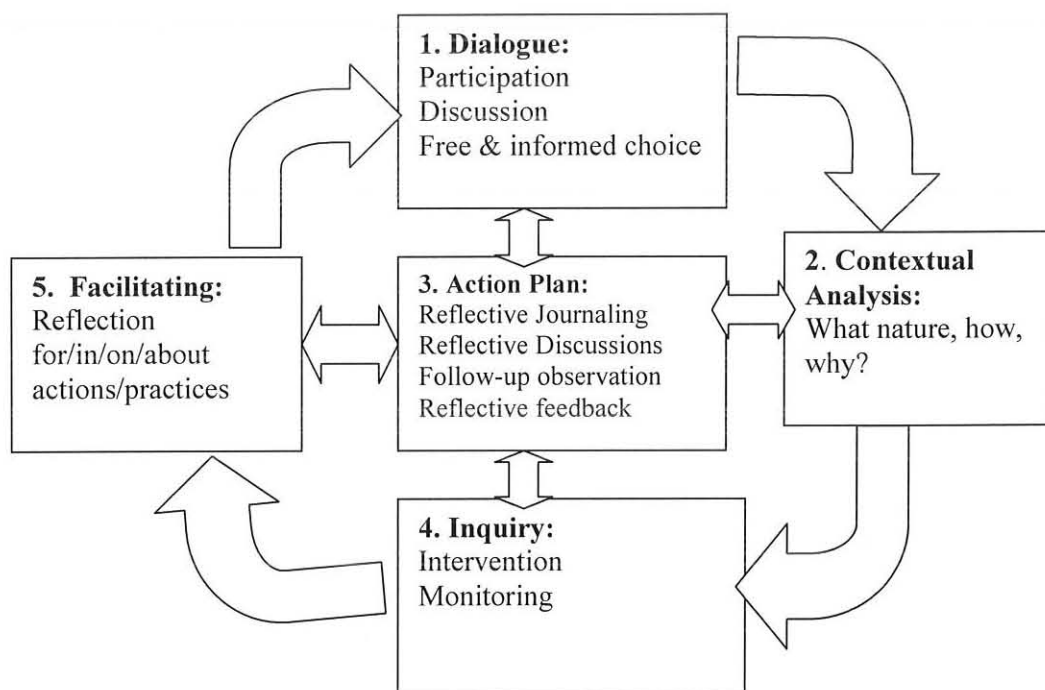 1. Dialogue:
Participation
Discussion
Free & informed choice
2. Contextual
Analysis:
What nature, how,
why?
3. Action Plan:
Reflective Journaling
Reflective Discussions
Follow-up observation
Reflective feedback
4. Inquiry:
Intervention
Monitoring
5. Facilitating:
Reflection
for/in/on/about
actions/practices